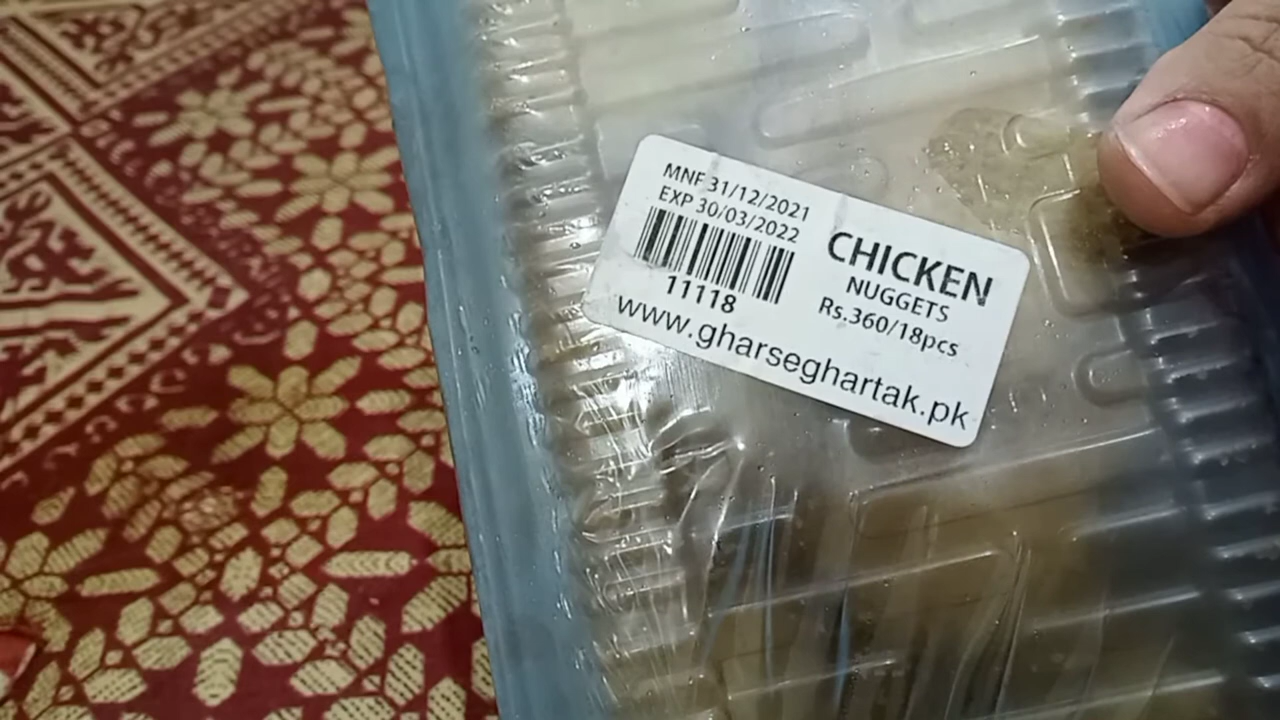 MNF 31/12/2021
EXP 30/03/2022
11118
CHICKEN
NUGGETS
Rs.360/18pcs
www.gharseghartak.pk